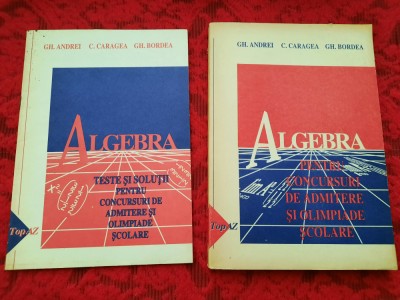 GH. ANDREI C. CARAGEA GH. BORDEA
ALGEBRA
TESTE ȘI SOLUȚII
PENTRU
CONCURSURI DE
ADMITERE ȘI
OLIMPIADE
ȘCOLARE
Top AZ
GH. ANDREI C. CARAGEA GH. BORDEA
ALGEBRA
PENTRU
CONCURSURI
DE ADMITERE
ȘI OLIMPIADE
ȘCOLARE
Top AZ